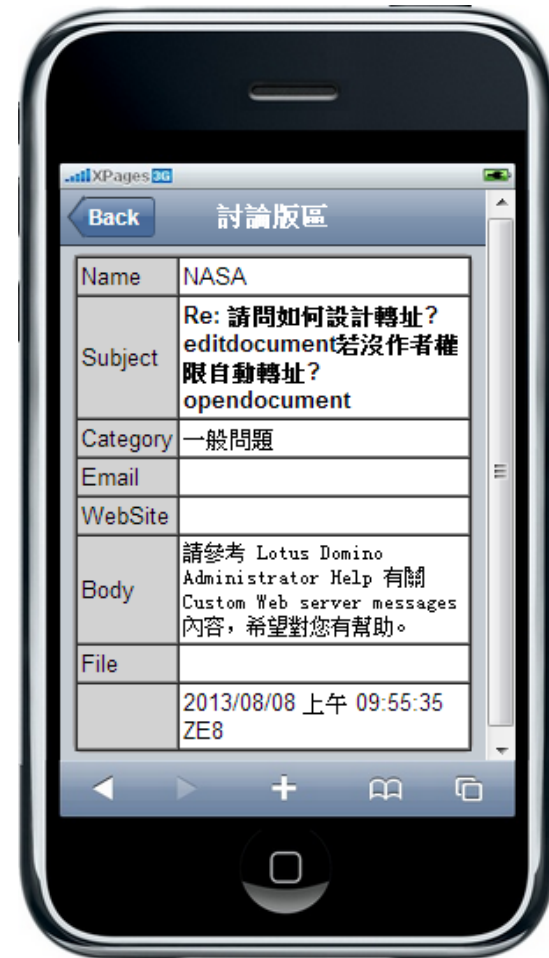 XPages 3G
Back 討論版區
Name NASA
Subject Re: 請問如何設計轉址?
editdocument若沒作者權
限自動轉址?
opendocument
Category 一般問題
Email
WebSite
Body 請參考 Lotus Domino
Administrator Help 有關
Custom Web server messages
內容，希望對您有幫助。
File
2013/08/08 上午 09:55:35
ZE8